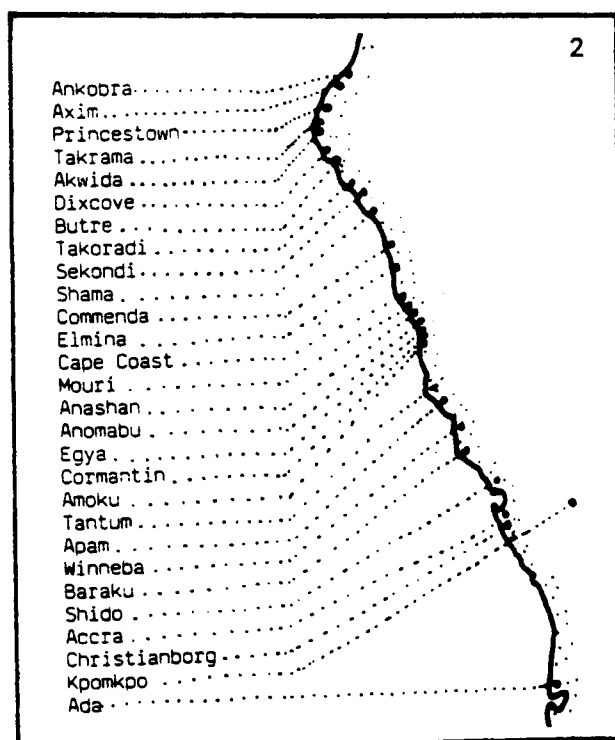 2
Ankobra
Axim
Princestown
Takrama
Akwida
Dixcove
Butre
Takoradi
Sekondi
Shama
Commenda
Elmina
Cape Coast
Mouri
Anashan
Anomabu
Egya
Cormantin
Amoku
Tantum
Apam
Winneba
Baraku
Shido
Accra
Christianborg
Kpomkpo
Ada